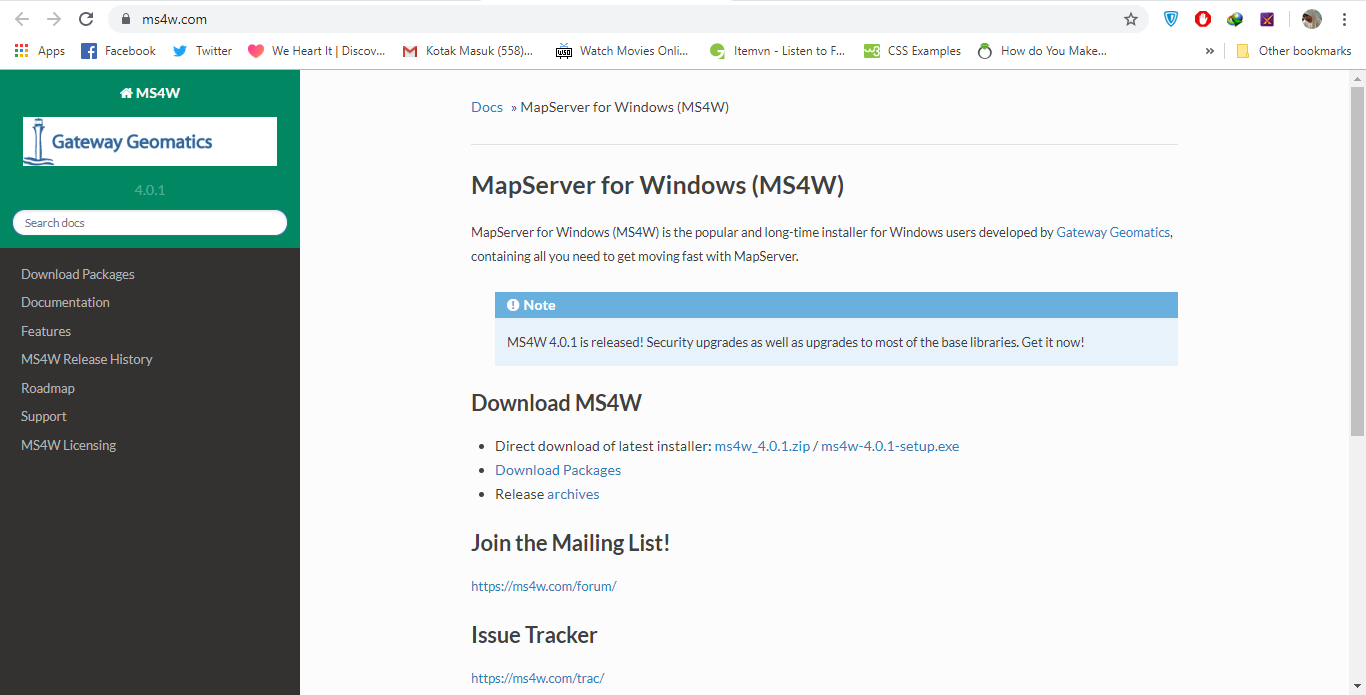 ms4w.com
Apps Facebook Twitter We Heart It | Discov... Kotak Masuk (558)... Watch Movies Onli... Itemvn - Listen to F... CSS Examples How do You Make... » Other bookmarks
MS4W
Gateway Geomatics
4.0.1
Search docs
Download Packages
Documentation
Features
MS4W Release History
Roadmap
Support
MS4W Licensing
Docs » MapServer for Windows (MS4W)
MapServer for Windows (MS4W)
MapServer for Windows (MS4W) is the popular and long-time installer for Windows users developed by Gateway Geomatics,
containing all you need to get moving fast with MapServer.
Note
MS4W 4.0.1 is released! Security upgrades as well as upgrades to most of the base libraries. Get it now!
Download MS4W
• Direct download of latest installer: ms4w_4.0.1.zip / ms4w-4.0.1-setup.exe
• Download Packages
• Release archives
Join the Mailing List!
https://ms4w.com/forum/
Issue Tracker
https://ms4w.com/trac/